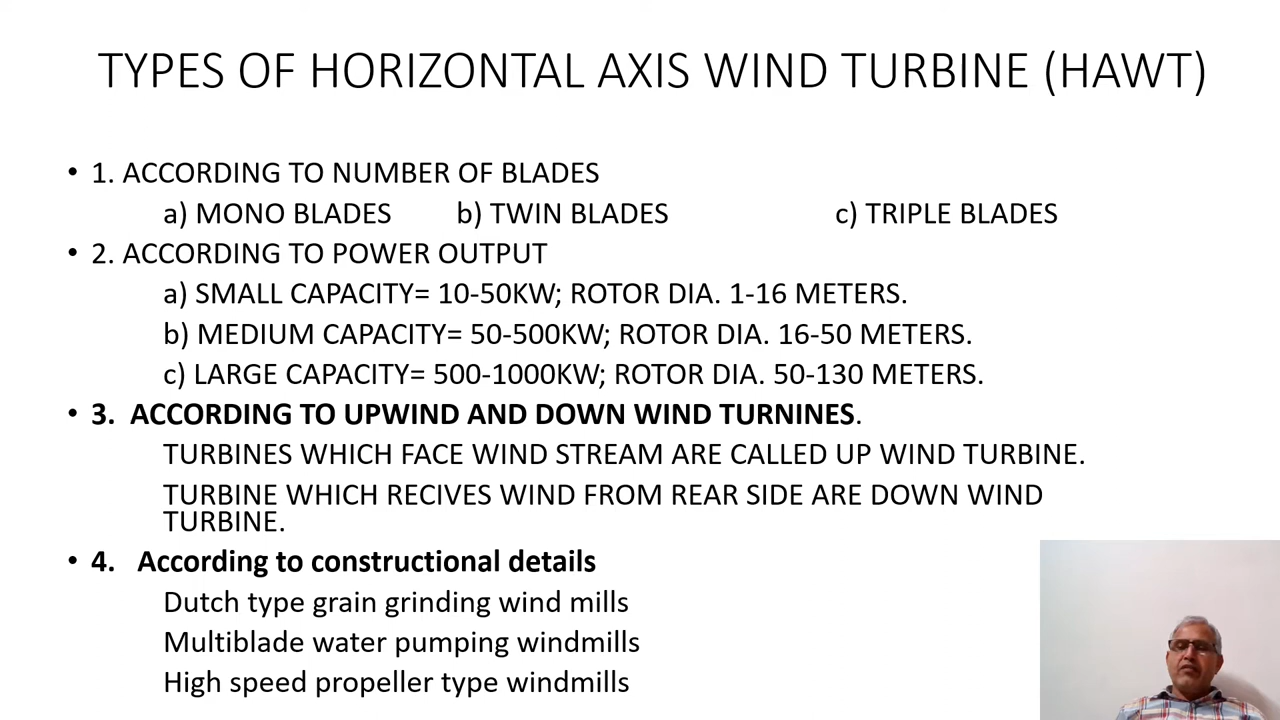 TYPES OF HORIZONTAL AXIS WIND TURBINE (HAWT)
• 1. ACCORDING TO NUMBER OF BLADES
a) MONO BLADES b) TWIN BLADES c) TRIPLE BLADES
• 2. ACCORDING TO POWER OUTPUT
a) SMALL CAPACITY= 10-50KW; ROTOR DIA. 1-16 METERS.
b) MEDIUM CAPACITY= 50-500KW; ROTOR DIA. 16-50 METERS.
c) LARGE CAPACITY= 500-1000KW; ROTOR DIA. 50-130 METERS.
• 3. ACCORDING TO UPWIND AND DOWN WIND TURNINES.
TURBINES WHICH FACE WIND STREAM ARE CALLED UP WIND TURBINE.
TURBINE WHICH RECIVES WIND FROM REAR SIDE ARE DOWN WIND
TURBINE.
• 4. According to constructional details
Dutch type grain grinding wind mills
Multiblade water pumping windmills
High speed propeller type windmills